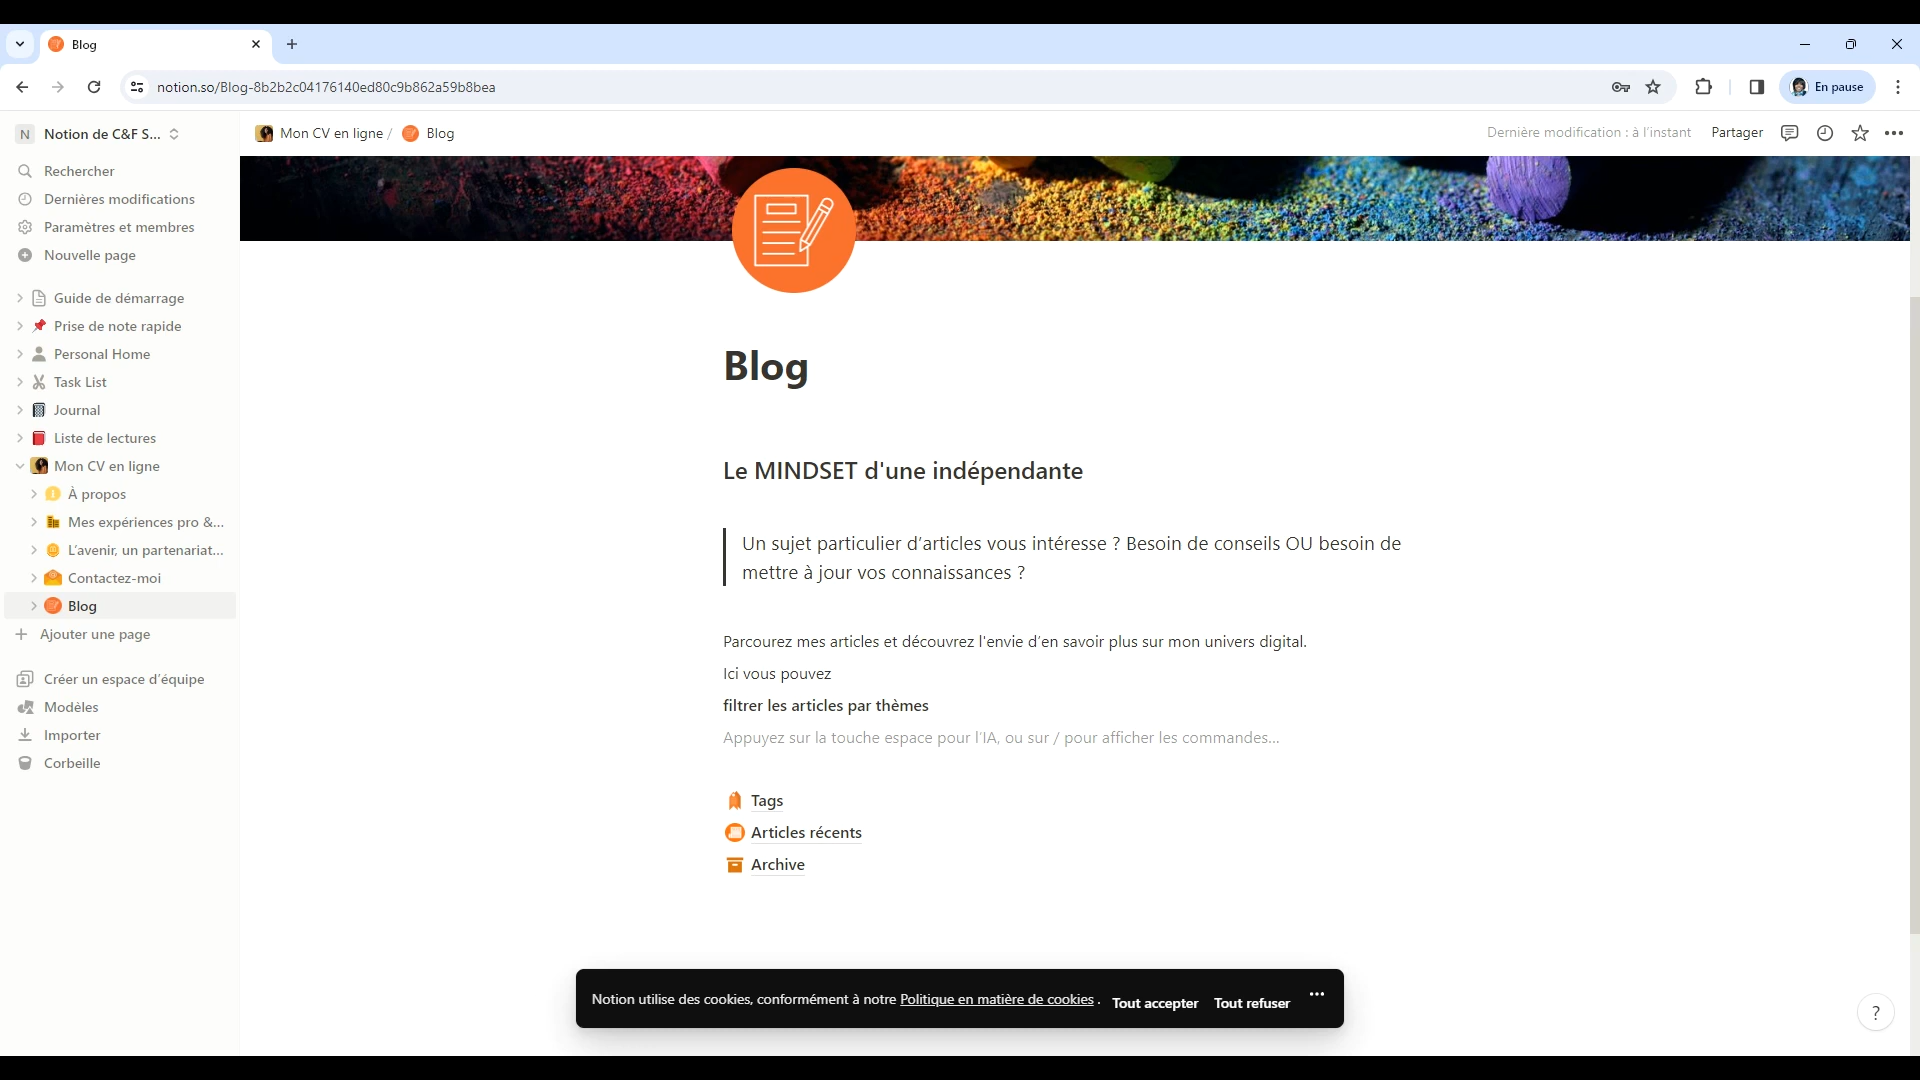 Blog
notion.so/Blog-8b2b2c04176140ed80c9b862a59b8bea
En pause
N Notion de C&F S...
Mon CV en ligne / Blog
Dernière modification : à l'instant Partager
Rechercher
Dernières modifications
Paramètres et membres
Nouvelle page
Guide de démarrage
Prise de note rapide
Personal Home
Task List
Journal
Liste de lectures
Mon CV en ligne
À propos
Mes expériences pro &...
L'avenir, un partenariat...
Contactez-moi
Blog
Ajouter une page
Créer un espace d'équipe
Modèles
Importer
Corbeille
Blog
Le MINDSET d'une indépendante
Un sujet particulier d'articles vous intéresse ? Besoin de conseils OU besoin de
mettre à jour vos connaissances ?
Parcourez mes articles et découvrez l'envie d'en savoir plus sur mon univers digital.
Ici vous pouvez
filtrer les articles par thèmes
Appuyez sur la touche espace pour l'IA, ou sur / pour afficher les commandes...
Tags
Articles récents
Archive
Notion utilise des cookies, conformément à notre Politique en matière de cookies . Tout accepter Tout refuser
?